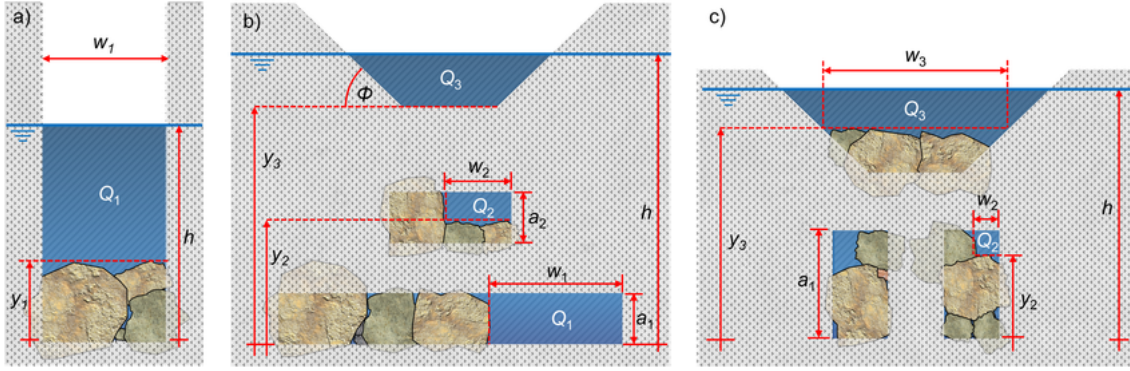 a)
w₁
Q₁
y₁
h
b)
Q₃
Φ
y₃
w₂
Q₂
a₂
y₂
w₁
Q₁
a₁
h
c)
w₃
Q₃
w₂
Q₂
y₃
a₁
y₂
h